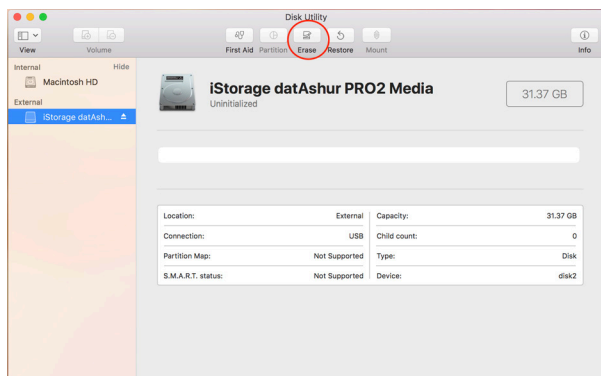 Disk Utility
View
Volume
First Aid
Partition
Erase
Restore
Mount
Info
Internal
Hide
Macintosh HD
External
iStorage datAsh...
iStorage datAshur PRO2 Media
Uninitialized
31.37 GB
Location: External
Capacity: 31.37 GB
Connection: USB
Child count: 0
Partition Map: Not Supported
Type: Disk
S.M.A.R.T. status: Not Supported
Device: disk2